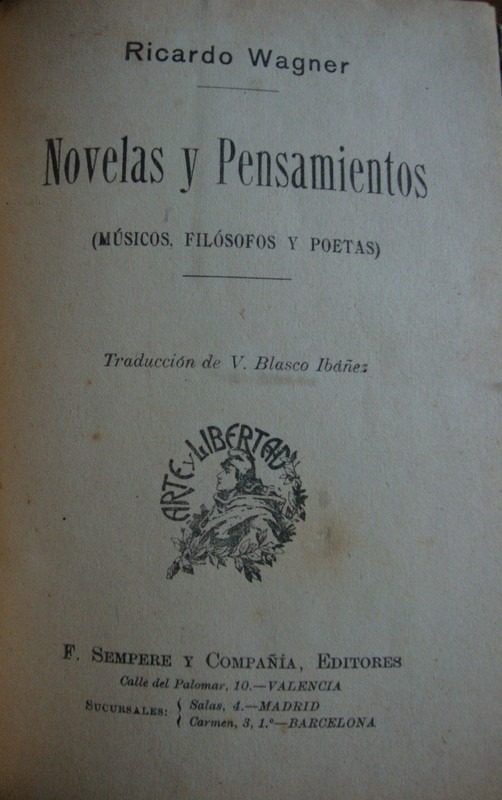 Ricardo Wagner
Novelas y Pensamientos
(MÚSICOS, FILÓSOFOS Y POETAS)
Traducción de V. Blasco Ibáñez
ARTE Y LIBERTAD
F. SEMPERE Y COMPAÑÍA, EDITORES
Calle del Palomar, 10.—VALENCIA
SUCURSALES: { Salas, 4.—MADRID
{ Carmen, 3, 1.º—BARCELONA